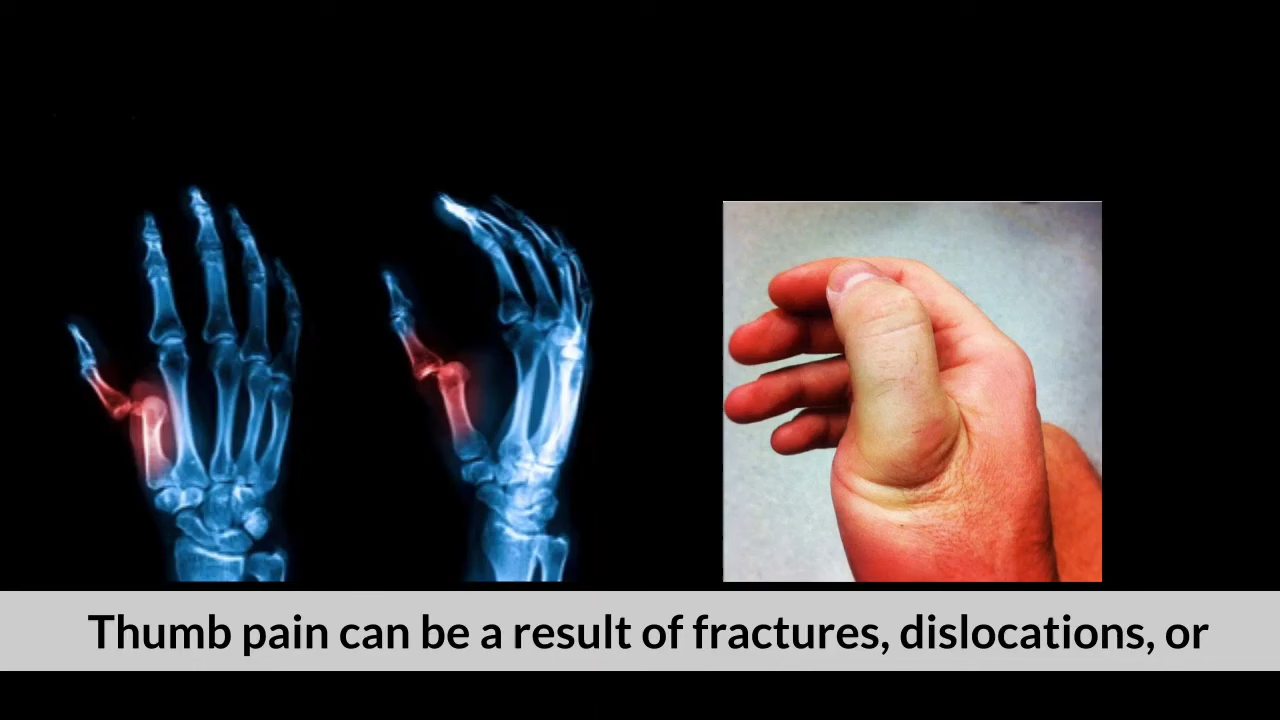 Thumb pain can be a result of fractures, dislocations, or